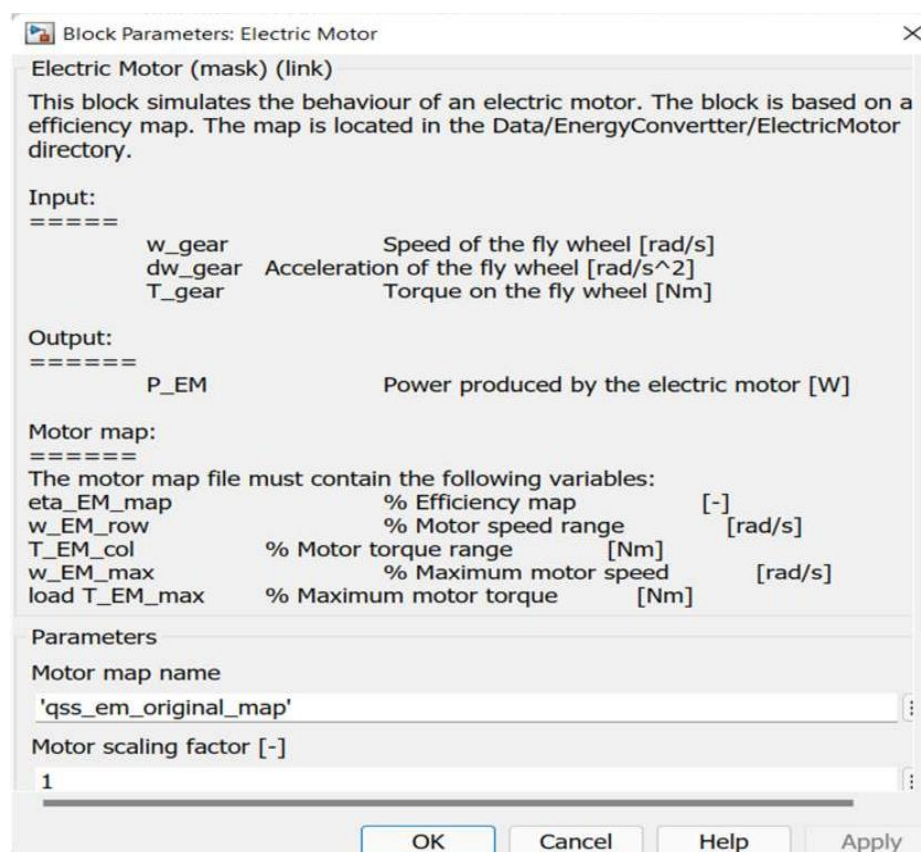 Block Parameters: Electric Motor
Electric Motor (mask) (link)
This block simulates the behaviour of an electric motor. The block is based on a
efficiency map. The map is located in the Data/EnergyConvertter/ElectricMotor
directory.
Input:
=====
w_gear Speed of the fly wheel [rad/s]
dw_gear Acceleration of the fly wheel [rad/s^2]
T_gear Torque on the fly wheel [Nm]
Output:
======
P_EM Power produced by the electric motor [W]
Motor map:
======
The motor map file must contain the following variables:
eta_EM_map % Efficiency map [-]
w_EM_row % Motor speed range [rad/s]
T_EM_col % Motor torque range [Nm]
w_EM_max % Maximum motor speed [rad/s]
load T_EM_max % Maximum motor torque [Nm]
Parameters
Motor map name
'qss_em_original_map'
Motor scaling factor [-]
1
OK Cancel Help Apply